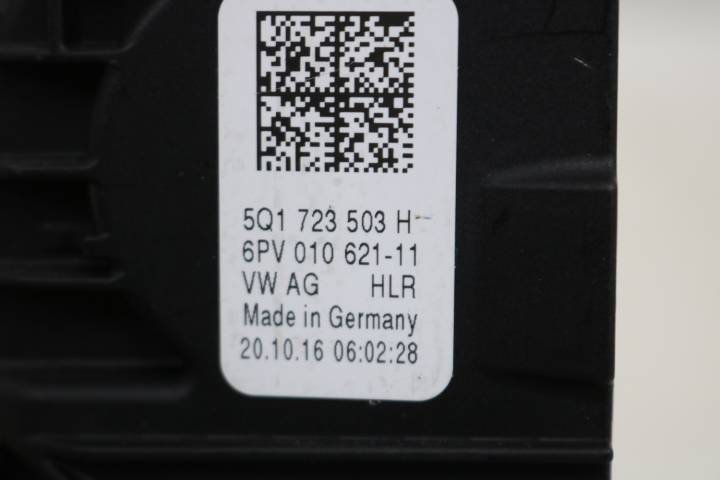 5Q1 723 503 H
6PV 010 621-11
VW AG HLR
Made in Germany
20.10.16 06:02:28